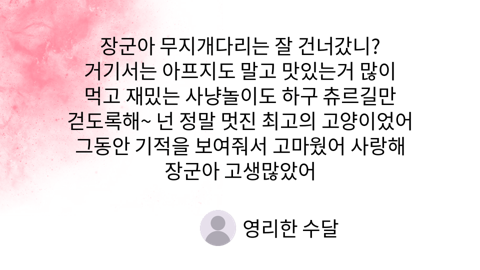 장군아 무지개다리는 잘 건너갔니?
거기서는 아프지도 말고 맛있는거 많이
먹고 재밌는 사냥놀이도 하구 츄르길만
걷도록해~ 넌 정말 멋진 최고의 고양이었어
그동안 기적을 보여줘서 고마웠어 사랑해
장군아 고생많았어
영리한 수달